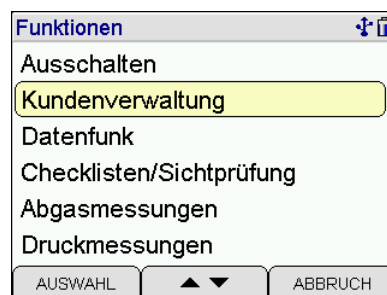 Funktionen
Ausschalten
Kundenverwaltung
Datenfunk
Checklisten/Sichtprüfung
Abgasmessungen
Druckmessungen
AUSWAHL ▲ ▼ ABBRUCH